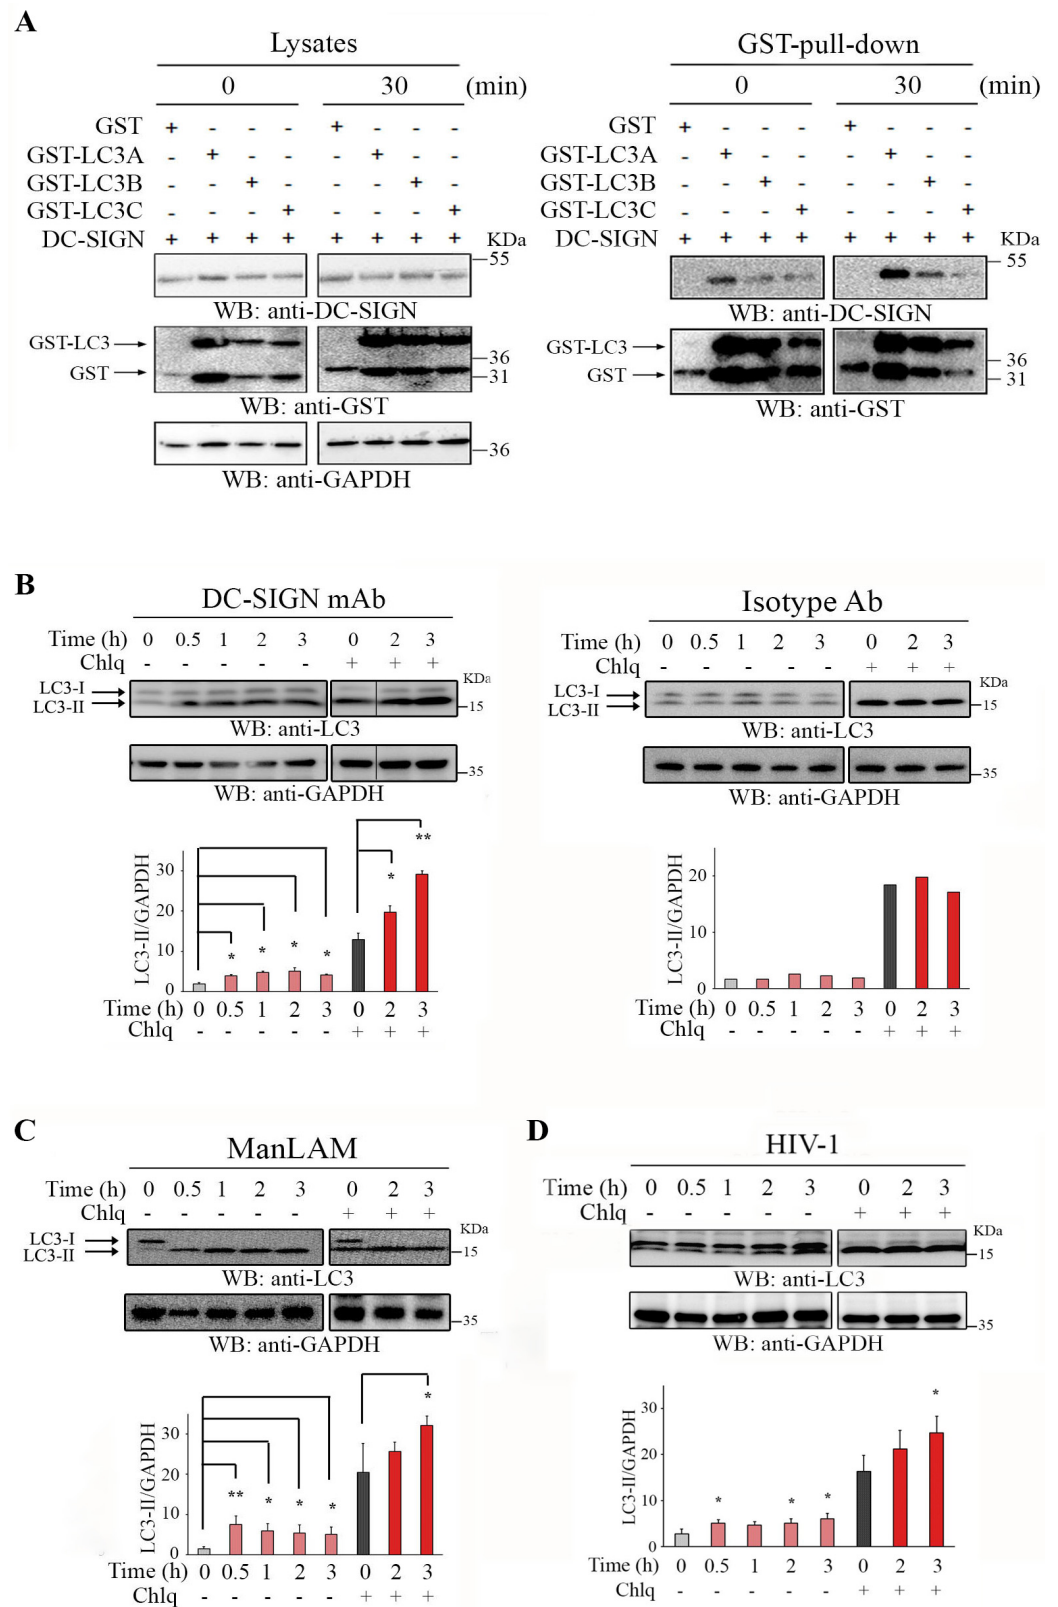 A
Lysates
0 30 (min)
GST + - - - + - - -
GST-LC3A - + - - - + - -
GST-LC3B - - + - - - + -
GST-LC3C - - - + - - - +
DC-SIGN + + + + + + + + KDa
55
WB: anti-DC-SIGN
GST-LC3
GST
36
31
WB: anti-GST
36
WB: anti-GAPDH
GST-pull-down
0 30 (min)
GST + - - - + - - -
GST-LC3A - + - - - + - -
GST-LC3B - - + - - - + -
GST-LC3C - - - + - - - +
DC-SIGN + + + + + + + + KDa
55
WB: anti-DC-SIGN
GST-LC3
GST
36
31
WB: anti-GST
B
DC-SIGN mAb
Time (h) 0 0.5 1 2 3 0 2 3
Chlq - - - - - + + +
KDa
LC3-I
LC3-II
15
WB: anti-LC3
35
WB: anti-GAPDH
LC3-II/GAPDH
30
20
10
0
* * * * * **
Time (h) 0 0.5 1 2 3 0 2 3
Chlq - - - - - + + +
Isotype Ab
Time (h) 0 0.5 1 2 3 0 2 3
Chlq - - - - - + + +
KDa
LC3-I
LC3-II
15
WB: anti-LC3
35
WB: anti-GAPDH
LC3-II/GAPDH
20
10
0
Time (h) 0 0.5 1 2 3 0 2 3
Chlq - - - - - + + +
C
ManLAM
Time (h) 0 0.5 1 2 3 0 2 3
Chlq - - - - - + + +
KDa
LC3-I
LC3-II
15
WB: anti-LC3
35
WB: anti-GAPDH
LC3-II/GAPDH
30
20
10
0
** * * * *
Time (h) 0 0.5 1 2 3 0 2 3
Chlq - - - - - + + +
D
HIV-1
Time (h) 0 0.5 1 2 3 0 2 3
Chlq - - - - - + + +
KDa
15
WB: anti-LC3
35
WB: anti-GAPDH
LC3-II/GAPDH
30
20
10
0
* * * *
Time (h) 0 0.5 1 2 3 0 2 3
Chlq - - - - - + + +